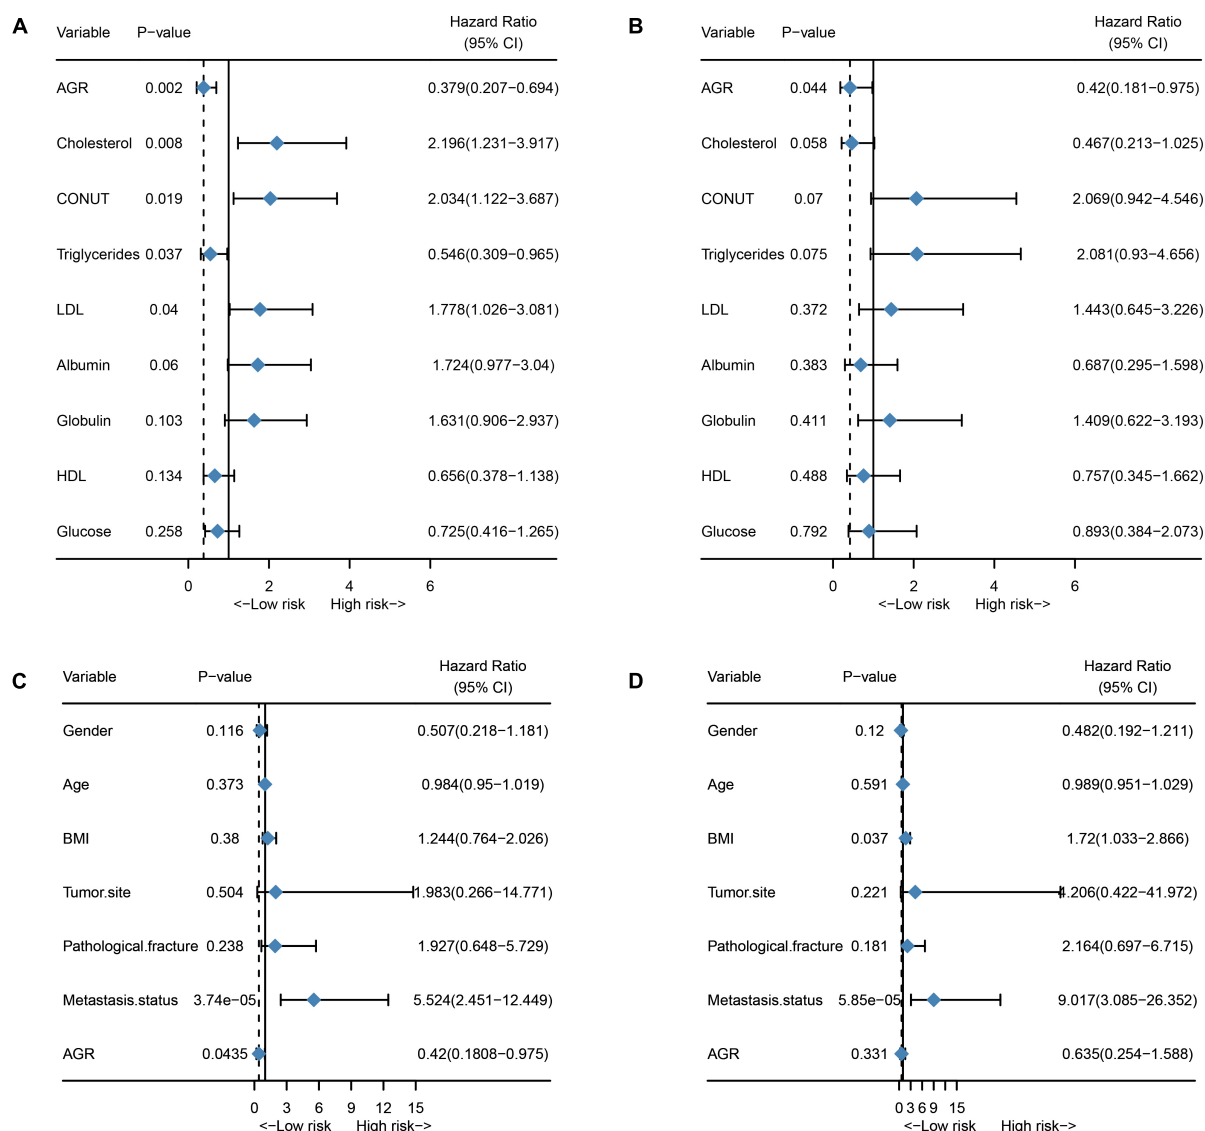 A
Variable P−value Hazard Ratio
(95% CI)
AGR 0.002 0.379(0.207−0.694)
Cholesterol 0.008 2.196(1.231−3.917)
CONUT 0.019 2.034(1.122−3.687)
Triglycerides 0.037 0.546(0.309−0.965)
LDL 0.04 1.778(1.026−3.081)
Albumin 0.06 1.724(0.977−3.04)
Globulin 0.103 1.631(0.906−2.937)
HDL 0.134 0.656(0.378−1.138)
Glucose 0.258 0.725(0.416−1.265)
0 2 4 6
<−Low risk High risk−>
B
Variable P−value Hazard Ratio
(95% CI)
AGR 0.044 0.42(0.181−0.975)
Cholesterol 0.058 0.467(0.213−1.025)
CONUT 0.07 2.069(0.942−4.546)
Triglycerides 0.075 2.081(0.93−4.656)
LDL 0.372 1.443(0.645−3.226)
Albumin 0.383 0.687(0.295−1.598)
Globulin 0.411 1.409(0.622−3.193)
HDL 0.488 0.757(0.345−1.662)
Glucose 0.792 0.893(0.384−2.073)
0 2 4 6
<−Low risk High risk−>
C
Variable P−value Hazard Ratio
(95% CI)
Gender 0.116 0.507(0.218−1.181)
Age 0.373 0.984(0.95−1.019)
BMI 0.38 1.244(0.764−2.026)
Tumor.site 0.504 1.983(0.266−14.771)
Pathological.fracture 0.238 1.927(0.648−5.729)
Metastasis.status 3.74e−05 5.524(2.451−12.449)
AGR 0.0435 0.42(0.1808−0.975)
0 3 6 9 12 15
<−Low risk High risk−>
D
Variable P−value Hazard Ratio
(95% CI)
Gender 0.12 0.482(0.192−1.211)
Age 0.591 0.989(0.951−1.029)
BMI 0.037 1.72(1.033−2.866)
Tumor.site 0.221 4.206(0.422−41.972)
Pathological.fracture 0.181 2.164(0.697−6.715)
Metastasis.status 5.85e−05 9.017(3.085−26.352)
AGR 0.331 0.635(0.254−1.588)
0 3 6 9 15
<−Low risk High risk−>